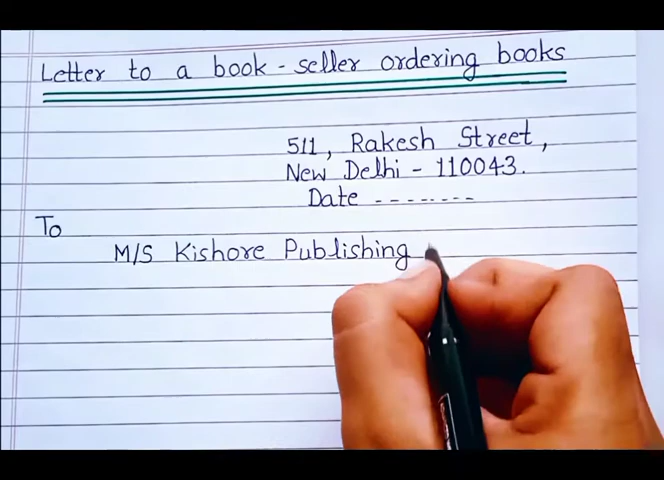 Letter to a book - seller ordering books
511, Rakesh Street,
New Delhi - 110043.
Date --------
To
M/S Kishore Publishing